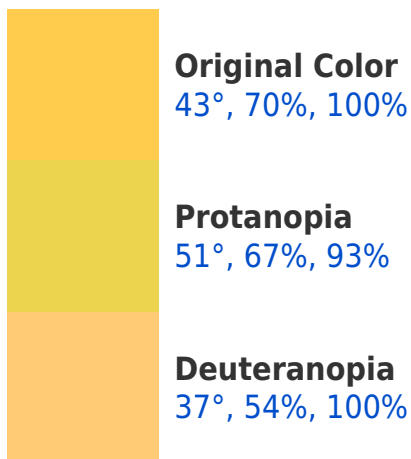 Original Color
43°, 70%, 100%
Protanopia
51°, 67%, 93%
Deuteranopia
37°, 54%, 100%